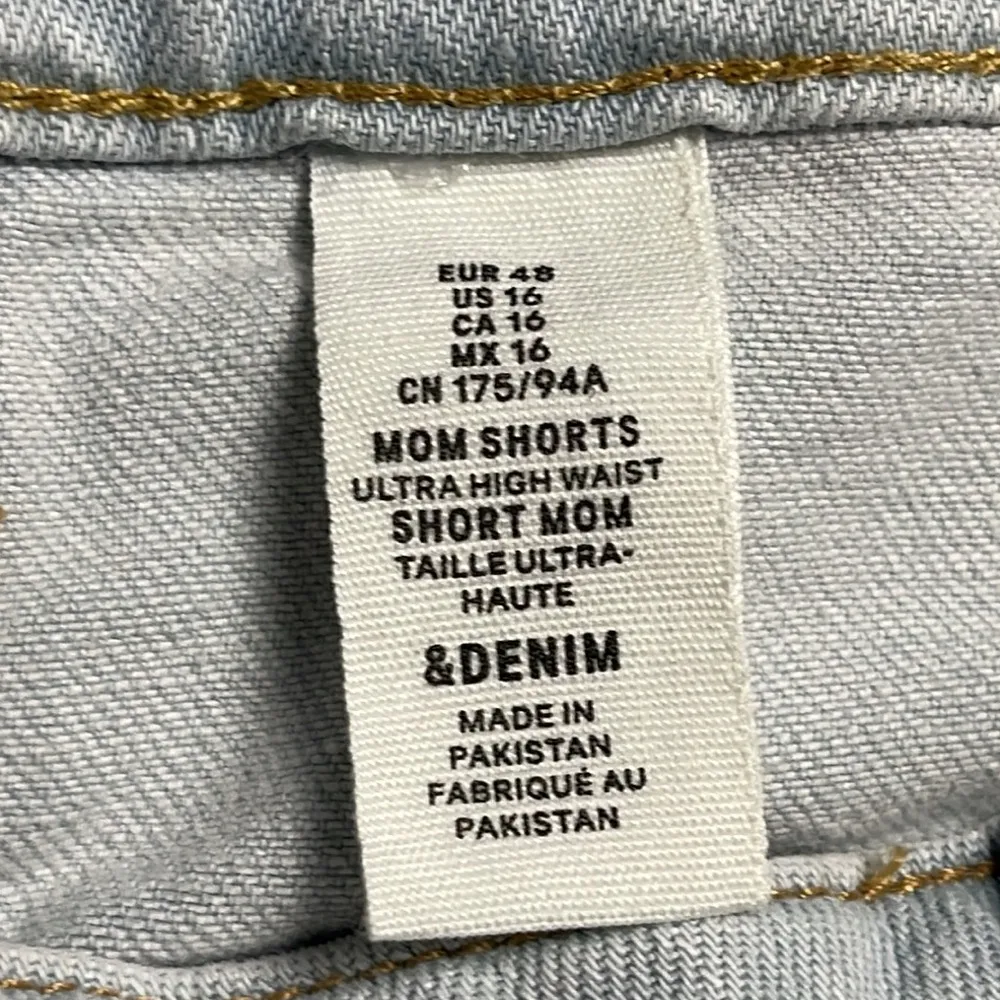 EUR 48
US 16
CA 16
MX 16
CN 175/94A
MOM SHORTS
ULTRA HIGH WAIST
SHORT MOM
TAILLE ULTRA-
HAUTE
&DENIM
MADE IN
PAKISTAN
FABRIQUÉ AU
PAKISTAN